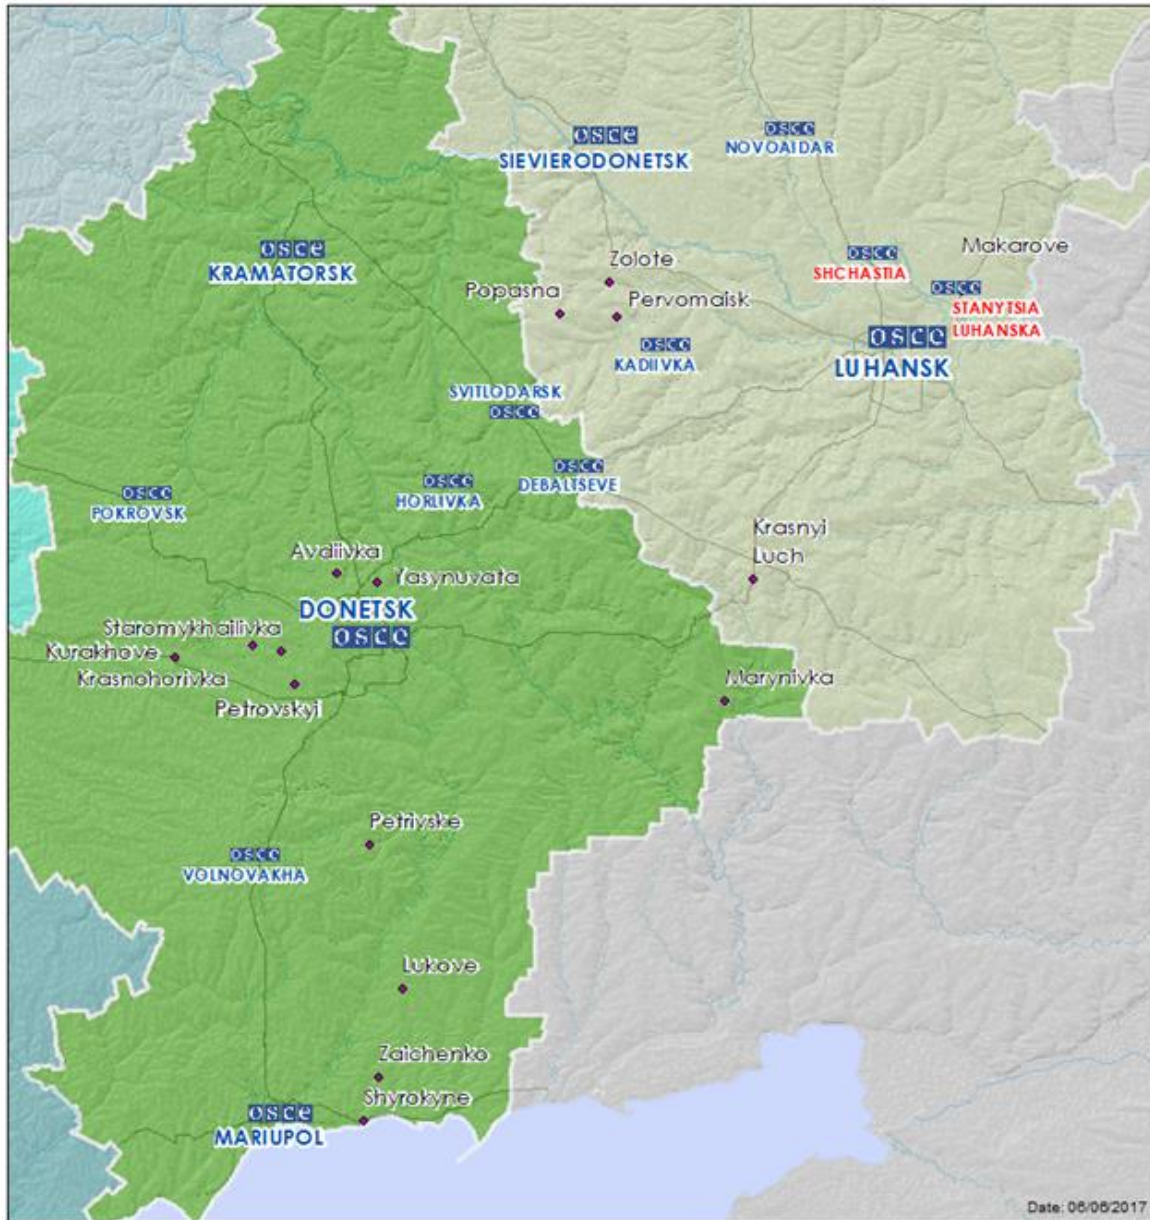 OSCE
SIEVIERODONETSK
OSCE
NOVOAIDAR
OSCE
KRAMATORSK
OSCE
SHCHASTIA
Makarove
Zolote
Popasna
Pervomaisk
OSCE
STANYTSIA
LUHANSKA
OSCE
LUHANSK
OSCE
KADIIVKA
SVITLODARSK
OSCE
OSCE
DEBALTSEVE
OSCE
HORLIVKA
OSCE
POKROVSK
Krasnyi
Luch
Avdiivka
Yasynuvata
DONETSK
OSCE
Staromykhailivka
Kurakhove
Krasnohorivka
Petrovskyi
Marynivka
Petrivske
OSCE
VOLNOVAKHA
Lukove
Zaichenko
Shyrokyne
OSCE
MARIUPOL
Date: 06/06/2017